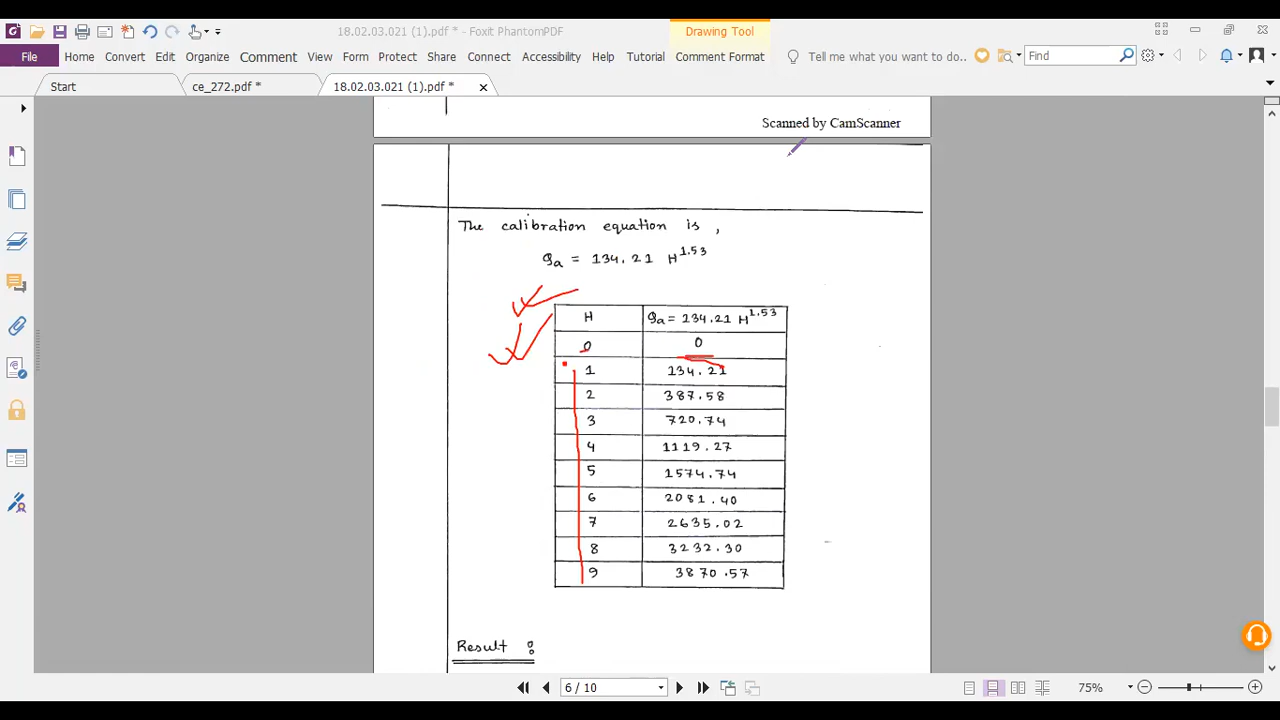 18.02.03.021 (1).pdf * - Foxit PhantomPDF
Drawing Tool
File Home Convert Edit Organize Comment View Form Protect Share Connect Accessibility Help Tutorial Comment Format Tell me what you want to do.. Find
Start ce_272.pdf * 18.02.03.021 (1).pdf *
Scanned by CamScanner
The calibration equation is ,
Qa = 134.21 H^1.53
H Qa = 134.21 H^1.53
0 0
1 134.21
2 387.58
3 720.74
4 1119.27
5 1574.74
6 2081.40
7 2635.02
8 3232.30
9 3870.57
Result :
6 / 10 75%